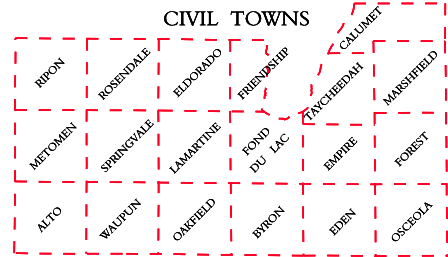 CIVIL TOWNS
CALUMET
RIPON
ROSENDALE
ELDORADO
FRIENDSHIP
TAYCHEEDAH
MARSHFIELD
METOMEN
SPRINGVALE
LAMARTINE
FOND
DU LAC
EMPIRE
FOREST
ALTO
WAUPUN
OAKFIELD
BYRON
EDEN
OSCEOLA